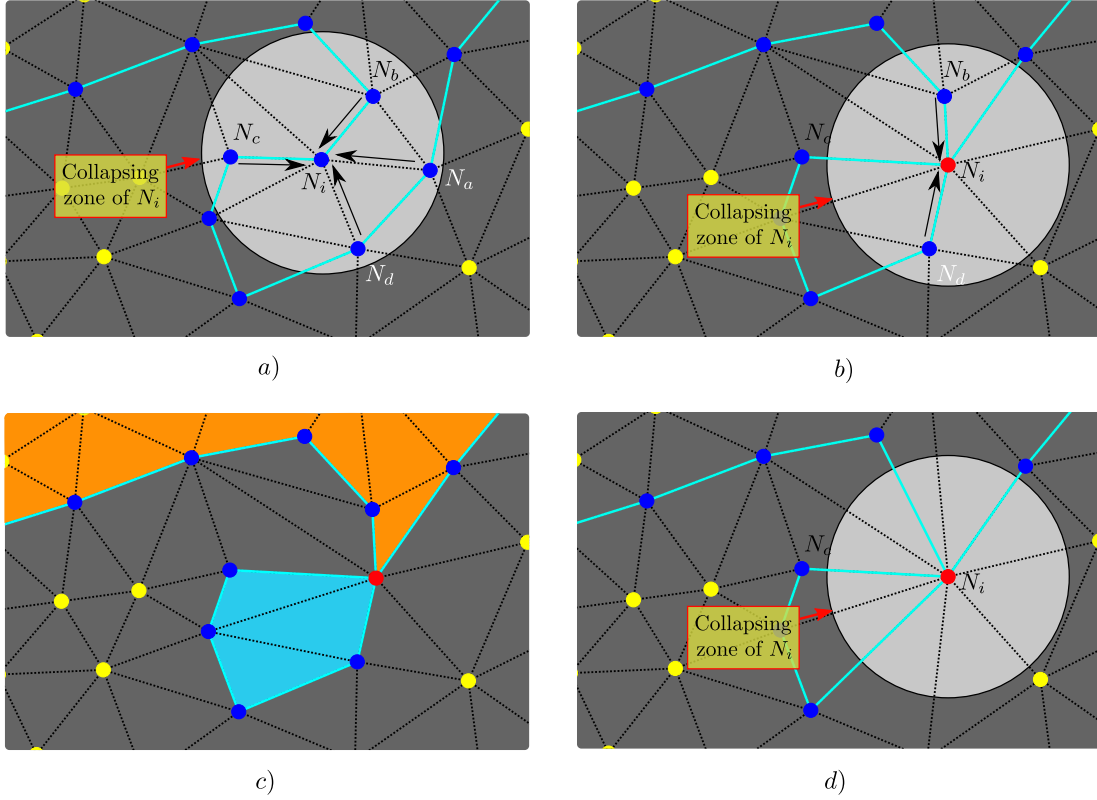 N_b
N_c
Collapsing
zone of N_i
N_i
N_a
N_d
a)
N_b
N_c
N_i
Collapsing
zone of N_i
N_d
b)
c)
N_c
N_i
Collapsing
zone of N_i
d)